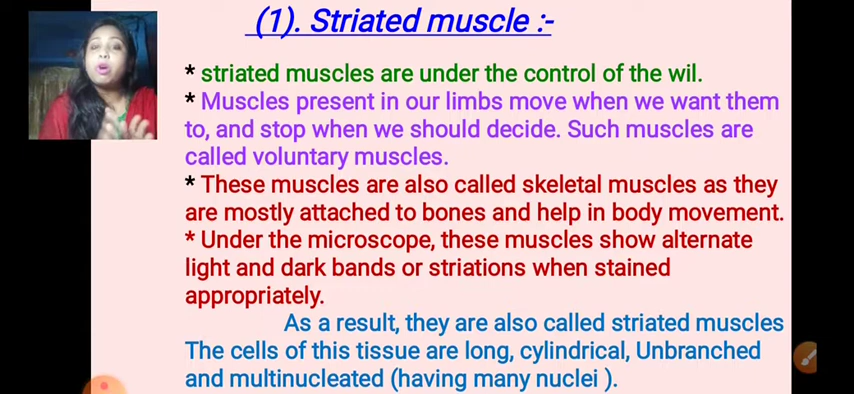 (1). Striated muscle :-
* striated muscles are under the control of the wil.
* Muscles present in our limbs move when we want them
to, and stop when we should decide. Such muscles are
called voluntary muscles.
* These muscles are also called skeletal muscles as they
are mostly attached to bones and help in body movement.
* Under the microscope, these muscles show alternate
light and dark bands or striations when stained
appropriately.
As a result, they are also called striated muscles
The cells of this tissue are long, cylindrical, Unbranched
and multinucleated (having many nuclei ).